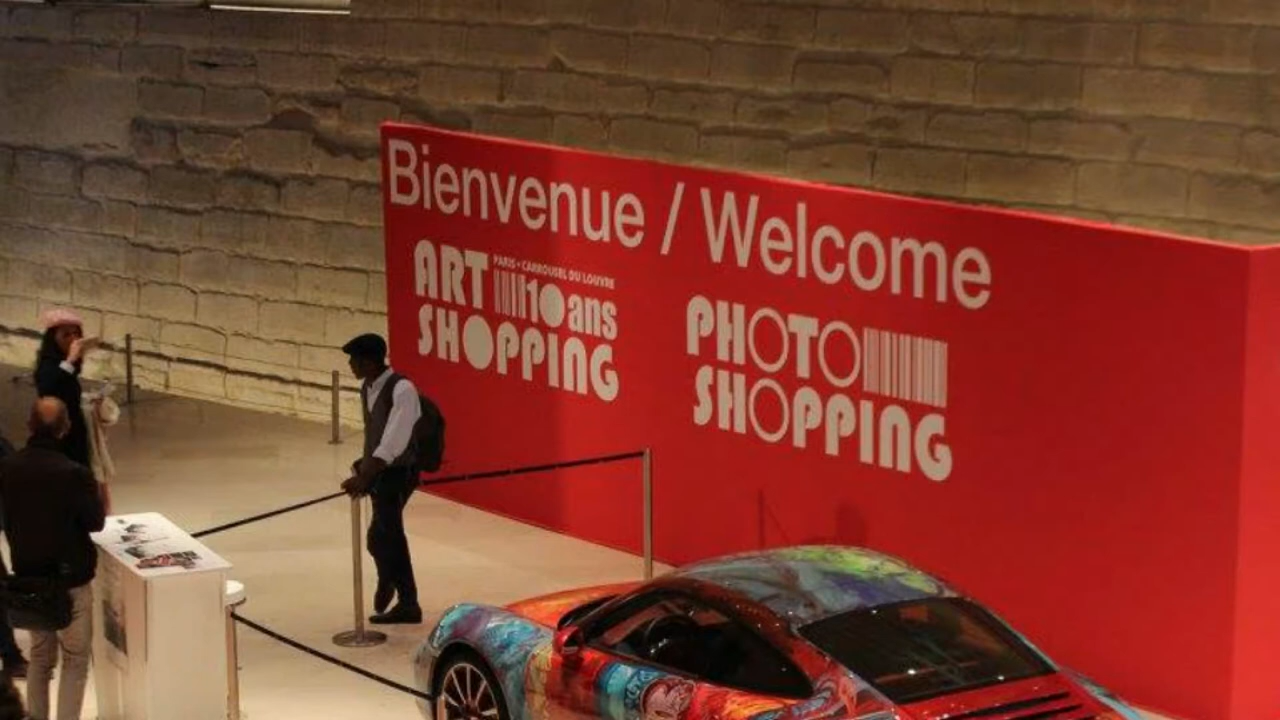 Bienvenue / Welcome
ART PARIS • CARROUSEL DU LOUVRE
10 ans
SHOPPING
PHOTO
SHOPPING